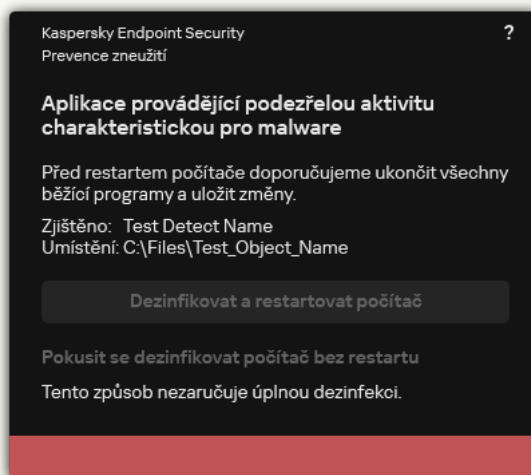 Kaspersky Endpoint Security
?
Prevence zneužití
Aplikace provádějící podezřelou aktivitu
charakteristickou pro malware
Před restartem počítače doporučujeme ukončit všechny
běžící programy a uložit změny.
Zjištěno: Test Detect Name
Umístění: C:\Files\Test_Object_Name
Dezinfikovat a restartovat počítač
Pokusit se dezinfikovat počítač bez restartu
Tento způsob nezaručuje úplnou dezinfekci.